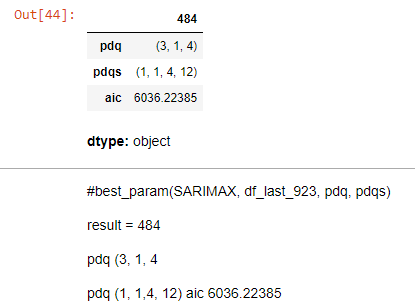 Out[44]:
484
pdq (3, 1, 4)
pdqs (1, 1, 4, 12)
aic 6036.22385
dtype: object
#best_param(SARIMAX, df_last_923, pdq, pdqs)
result = 484
pdq (3, 1, 4
pdq (1, 1,4, 12) aic 6036.22385